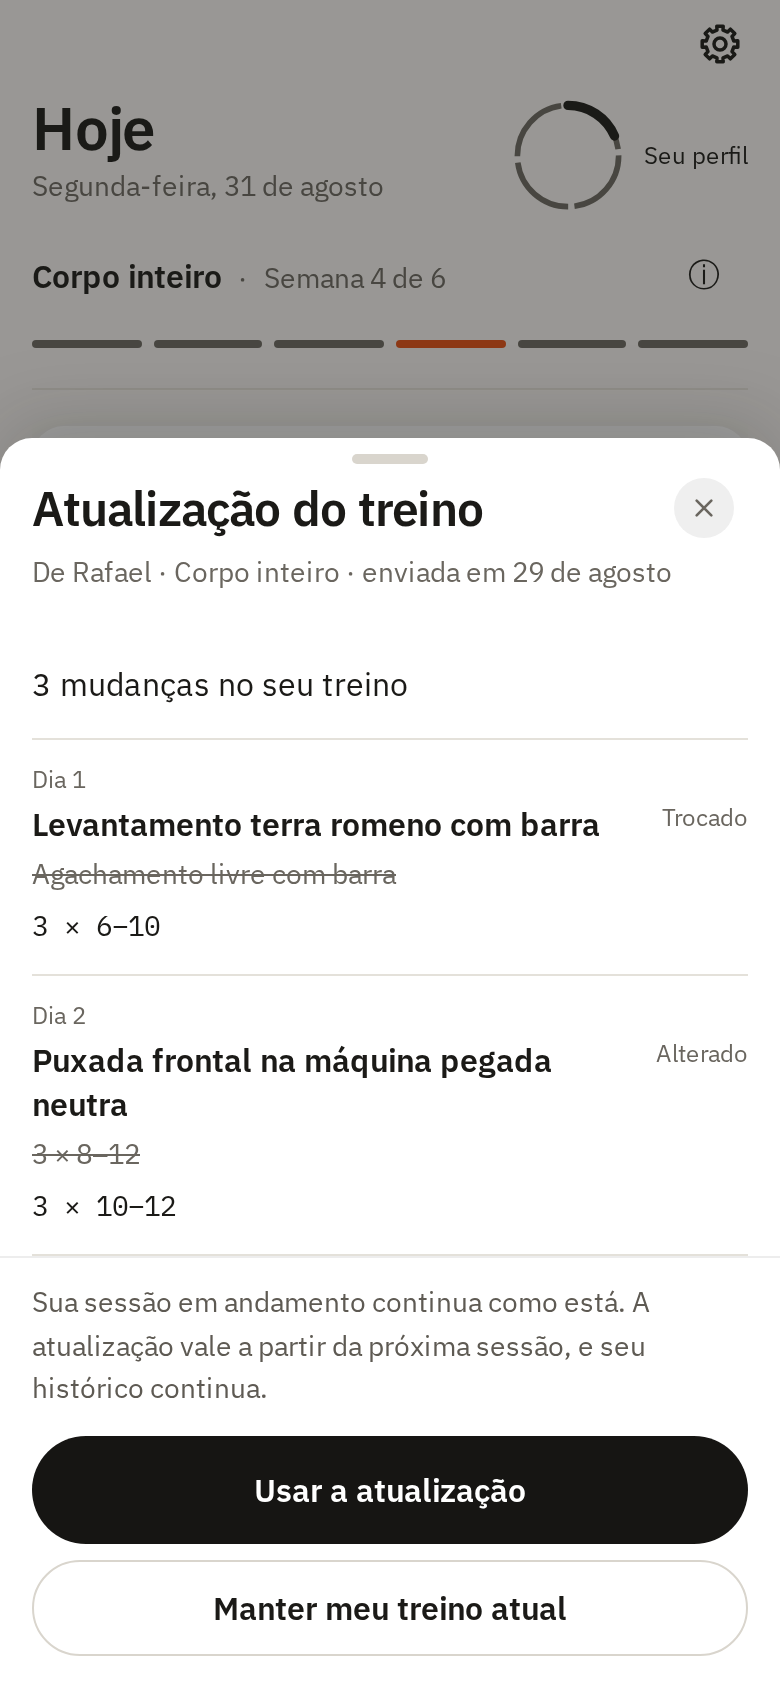 Hoje
Segunda-feira, 31 de agosto
Seu perfil
Corpo inteiro · Semana 4 de 6
Atualização do treino
De Rafael · Corpo inteiro · enviada em 29 de agosto
3 mudanças no seu treino
Dia 1
Levantamento terra romeno com barra
Trocado
Agachamento livre com barra
3 × 6–10
Dia 2
Puxada frontal na máquina pegada
neutra
Alterado
3 × 8–12
3 × 10–12
Sua sessão em andamento continua como está. A
atualização vale a partir da próxima sessão, e seu
histórico continua.
Usar a atualização
Manter meu treino atual